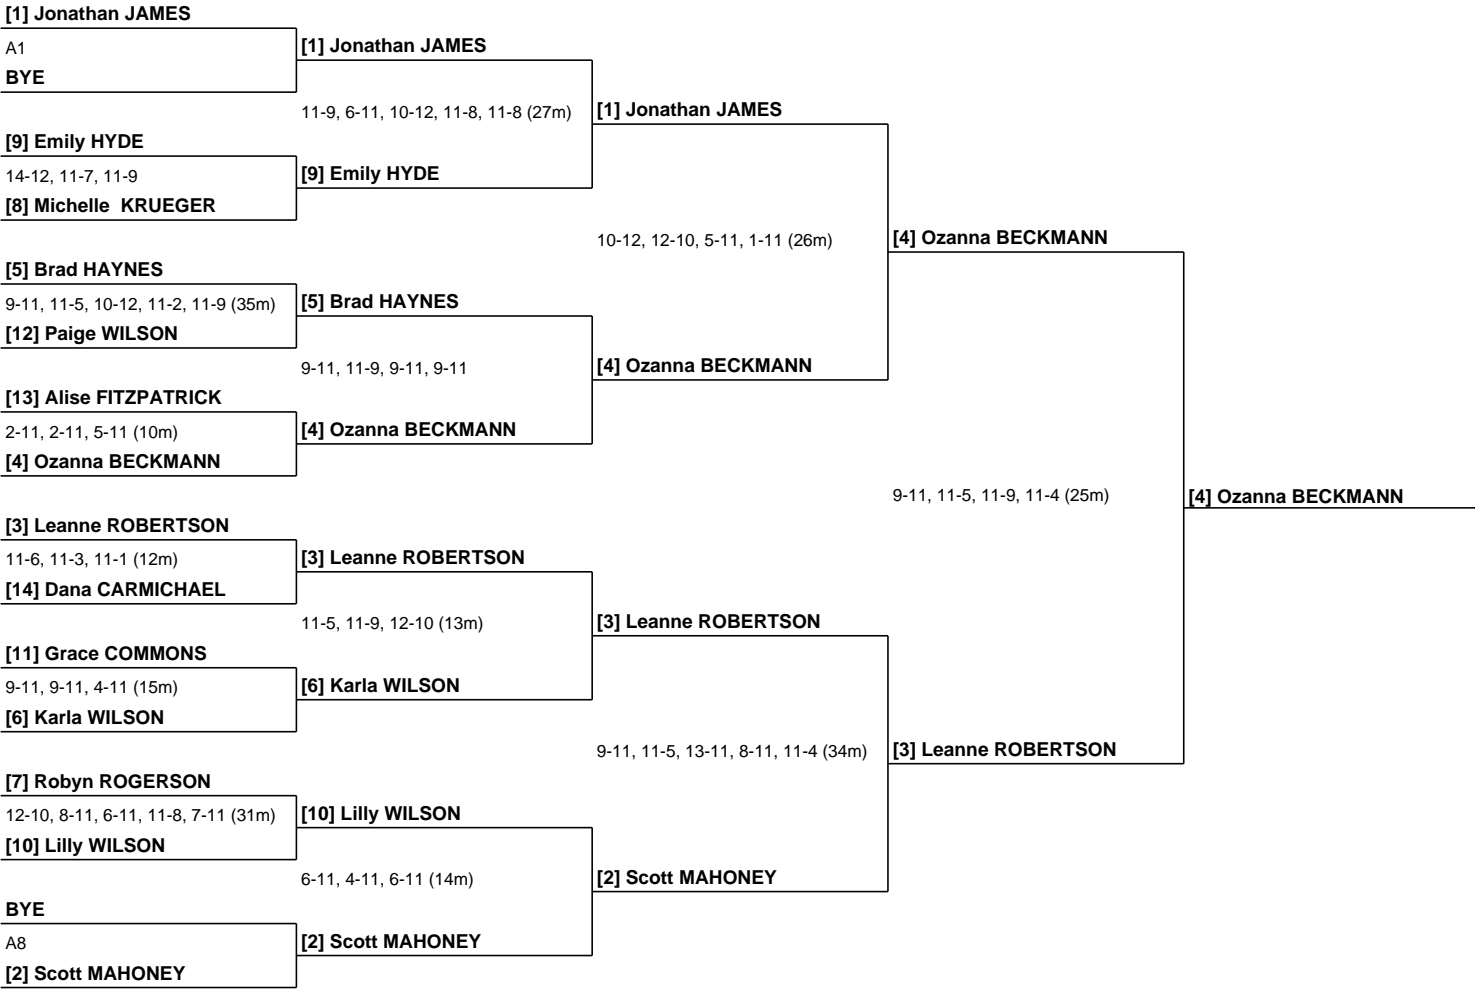 [1] Jonathan JAMES
A1
BYE
[9] Emily HYDE
14-12, 11-7, 11-9
[8] Michelle  KRUEGER
[5] Brad HAYNES
9-11, 11-5, 10-12, 11-2, 11-9 (35m)
[12] Paige WILSON
[13] Alise FITZPATRICK
2-11, 2-11, 5-11 (10m)
[4] Ozanna BECKMANN
[3] Leanne ROBERTSON
11-6, 11-3, 11-1 (12m)
[14] Dana CARMICHAEL
[11] Grace COMMONS
9-11, 9-11, 4-11 (15m)
[6] Karla WILSON
[7] Robyn ROGERSON
12-10, 8-11, 6-11, 11-8, 7-11 (31m)
[10] Lilly WILSON
BYE
A8
[2] Scott MAHONEY
[1] Jonathan JAMES
11-9, 6-11, 10-12, 11-8, 11-8 (27m)
[9] Emily HYDE
[5] Brad HAYNES
9-11, 11-9, 9-11, 9-11
[4] Ozanna BECKMANN
[3] Leanne ROBERTSON
11-5, 11-9, 12-10 (13m)
[6] Karla WILSON
[10] Lilly WILSON
6-11, 4-11, 6-11 (14m)
[2] Scott MAHONEY
[1] Jonathan JAMES
10-12, 12-10, 5-11, 1-11 (26m)
[4] Ozanna BECKMANN
[3] Leanne ROBERTSON
9-11, 11-5, 13-11, 8-11, 11-4 (34m)
[2] Scott MAHONEY
[4] Ozanna BECKMANN
9-11, 11-5, 11-9, 11-4 (25m)
[3] Leanne ROBERTSON
[4] Ozanna BECKMANN